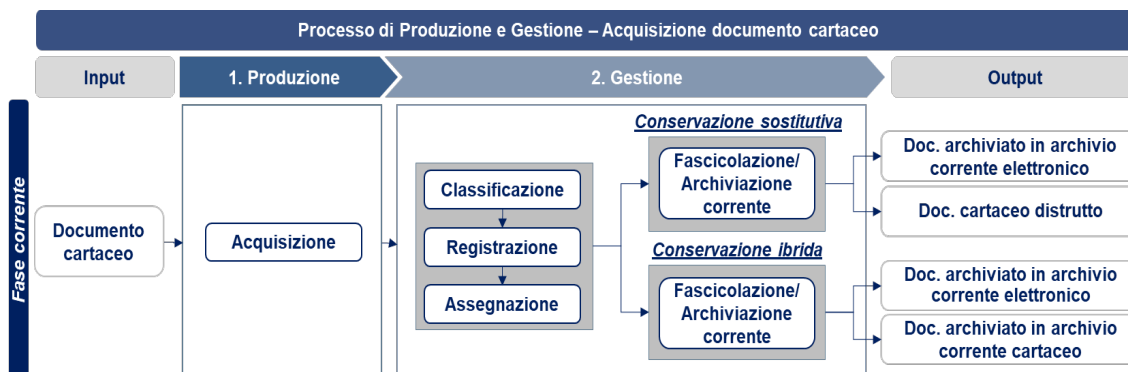 Processo di Produzione e Gestione – Acquisizione documento cartaceo
Input
1. Produzione
2. Gestione
Output
Fase corrente
Documento
cartaceo
Acquisizione
Classificazione
Registrazione
Assegnazione
Conservazione sostitutiva
Fascicolazione/
Archiviazione
corrente
Conservazione ibrida
Fascicolazione/
Archiviazione
corrente
Doc. archiviato in archivio
corrente elettronico
Doc. cartaceo distrutto
Doc. archiviato in archivio
corrente elettronico
Doc. archiviato in archivio
corrente cartaceo